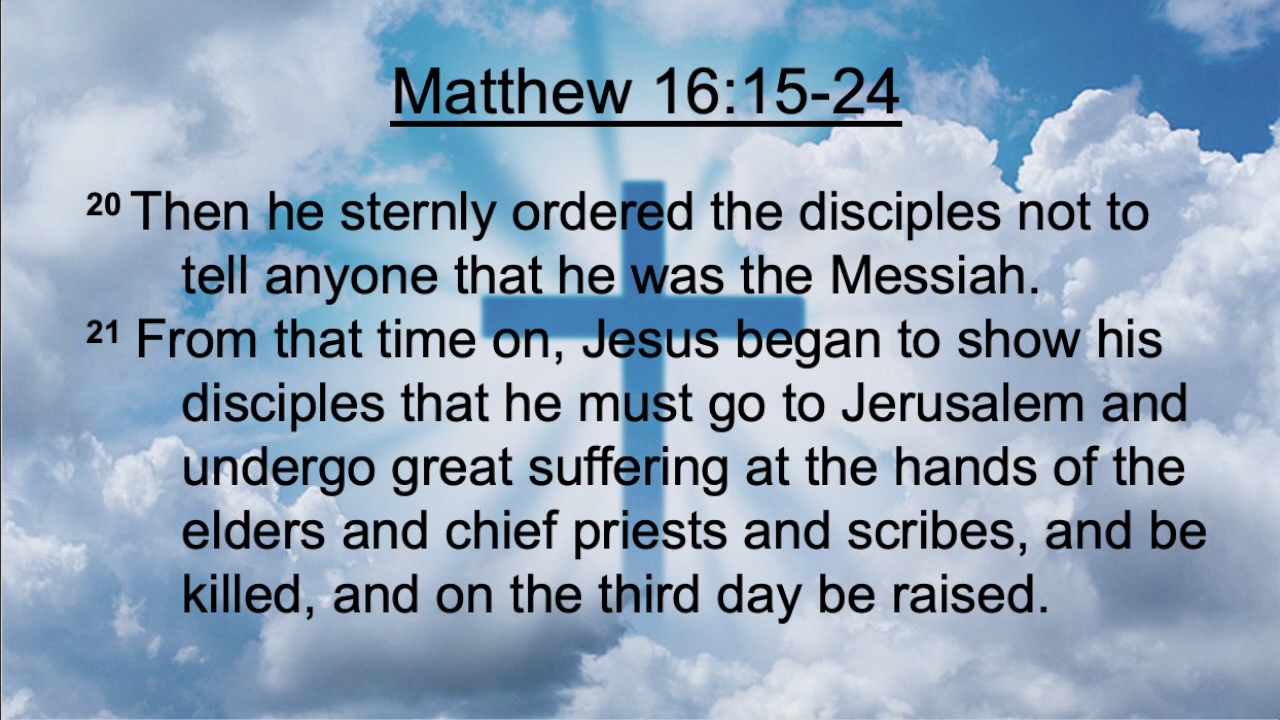 Matthew 16:15-24
20 Then he sternly ordered the disciples not to
tell anyone that he was the Messiah.
21 From that time on, Jesus began to show his
disciples that he must go to Jerusalem and
undergo great suffering at the hands of the
elders and chief priests and scribes, and be
killed, and on the third day be raised.